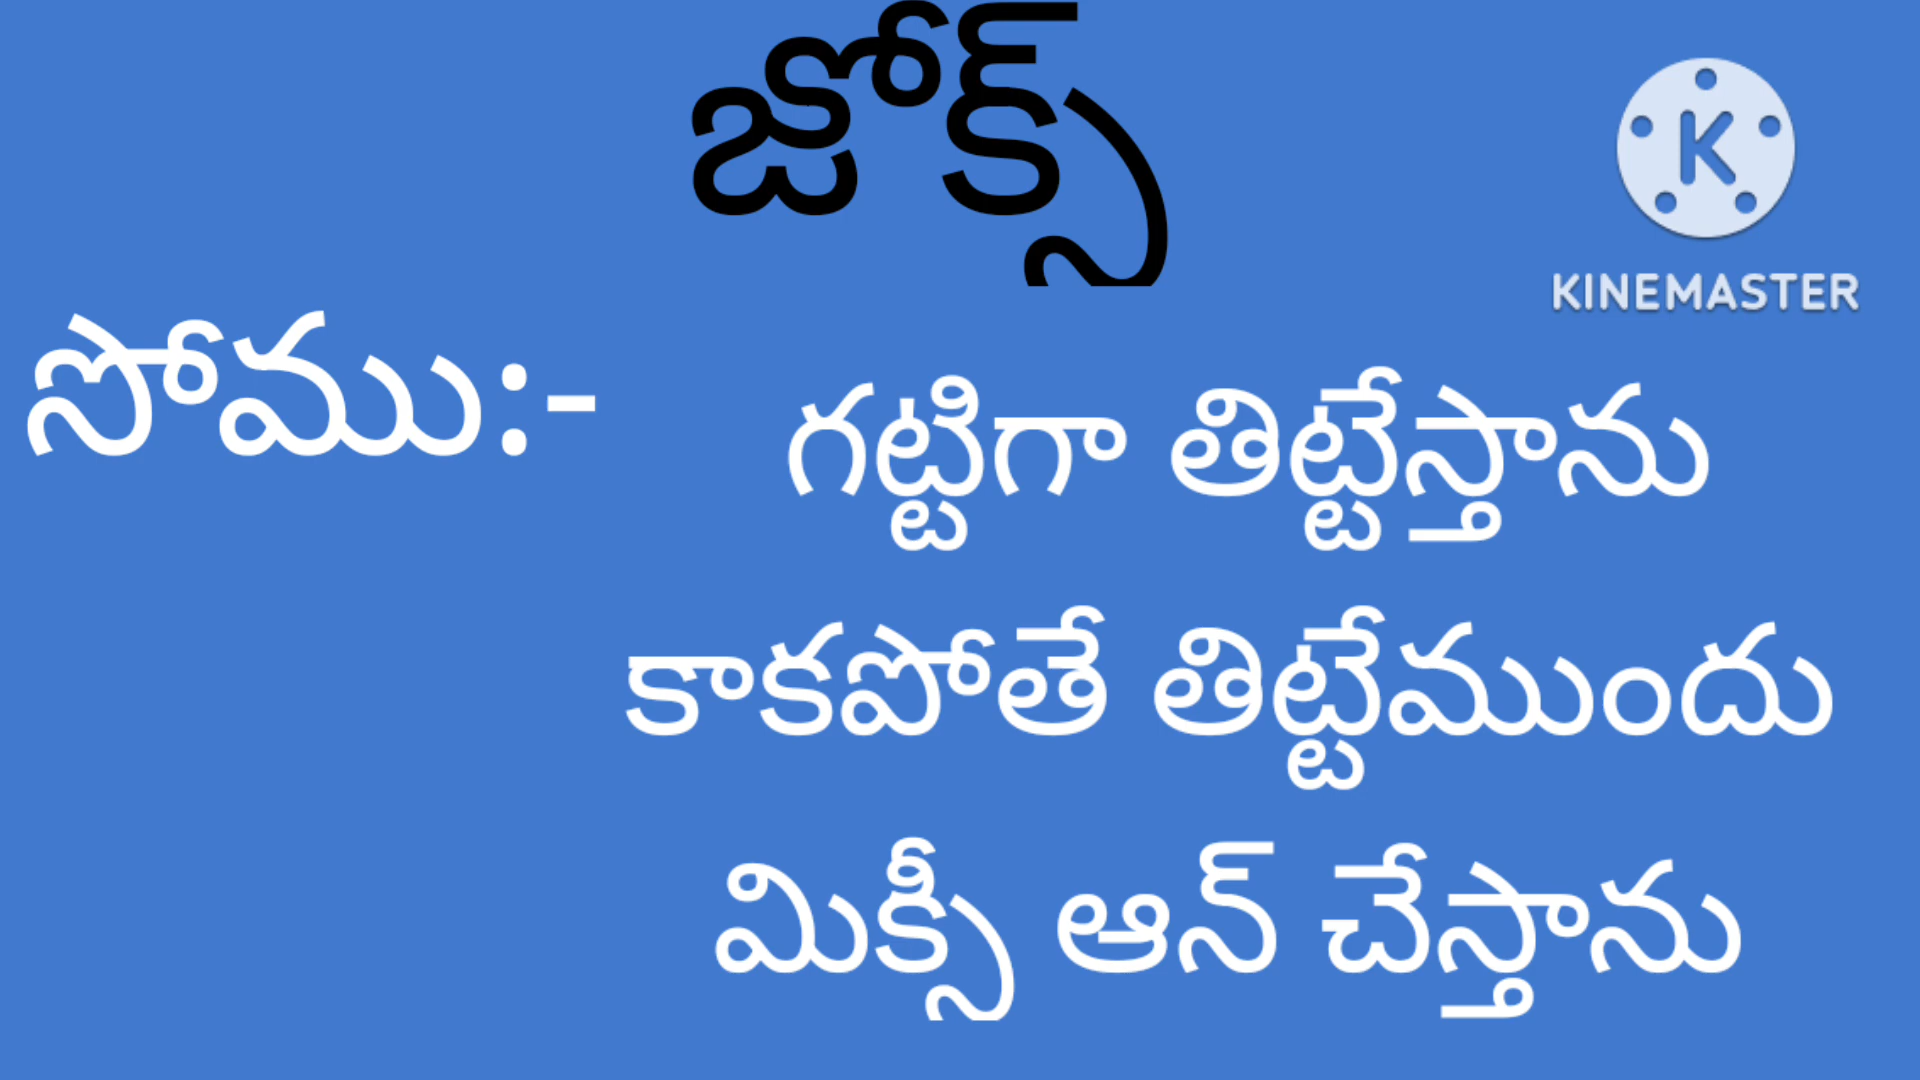 జోక్స్
KINEMASTER
సోము:-
గట్టిగా తిట్టేస్తాను
కాకపోతే తిట్టేముందు
మిక్సీ ఆన్ చేస్తాను